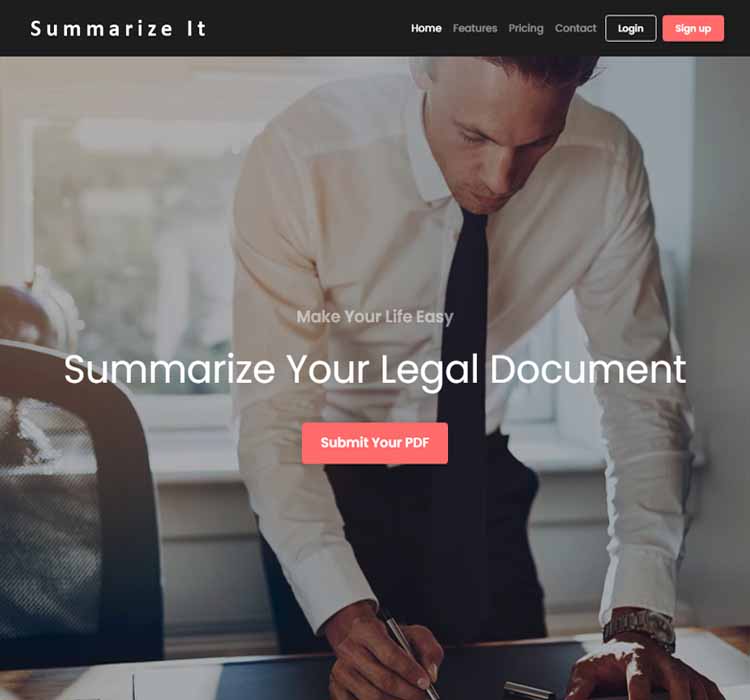 Summarize It
Home Features Pricing Contact Login Sign up
Make Your Life Easy
Summarize Your Legal Document
Submit Your PDF